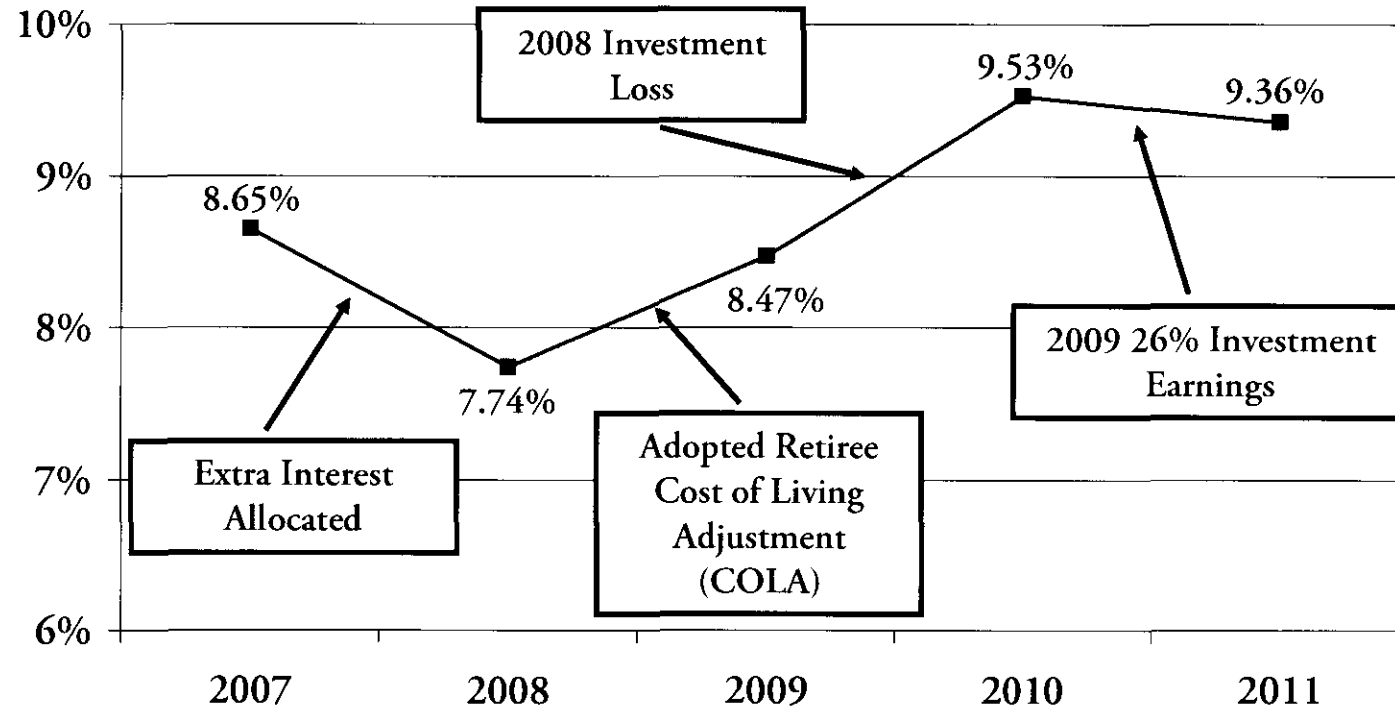 10%
9%
8%
7%
6%
2008 Investment
Loss
9.53%
9.36%
8.65%
8.47%
7.74%
2009 26% Investment
Earnings
Extra Interest
Allocated
Adopted Retiree
Cost of Living
Adjustment
(COLA)
2007 2008 2009 2010 2011